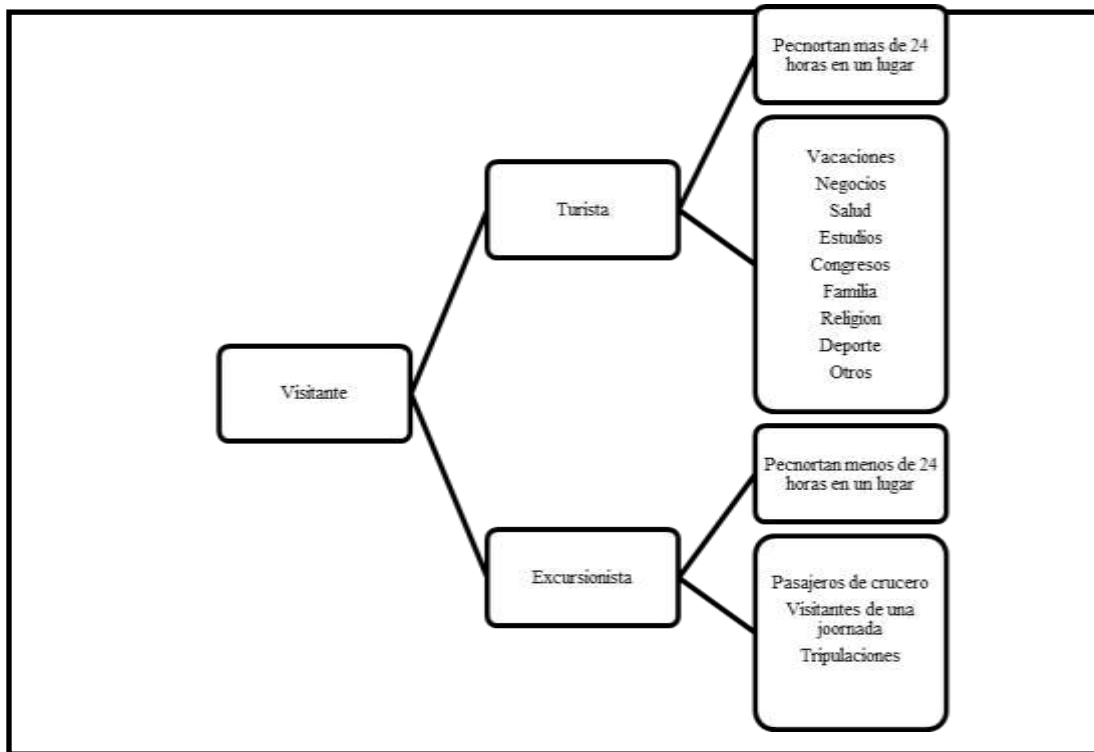 Pecnortan mas de 24
horas en un lugar
Vacaciones
Negocios
Salud
Estudios
Congresos
Familia
Religion
Deporte
Otros
Turista
Visitante
Pecnortan menos de 24
horas en un lugar
Excursionista
Pasajeros de crucero
Visitantes de una
joornada
Tripulaciones